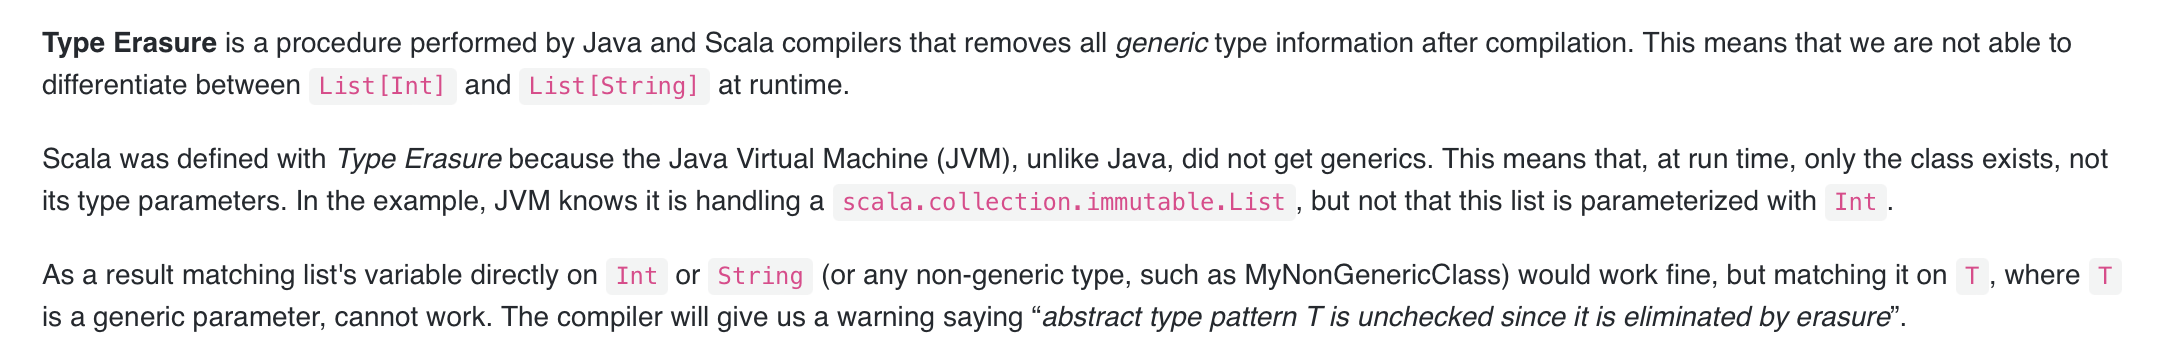 Type Erasure is a procedure performed by Java and Scala compilers that removes all generic type information after compilation. This means that we are not able to
differentiate between List[Int] and List[String] at runtime.
Scala was defined with Type Erasure because the Java Virtual Machine (JVM), unlike Java, did not get generics. This means that, at run time, only the class exists, not
its type parameters. In the example, JVM knows it is handling a scala.collection.immutable.List , but not that this list is parameterized with Int .
As a result matching list's variable directly on Int or String (or any non-generic type, such as MyNonGenericClass) would work fine, but matching it on T , where T
is a generic parameter, cannot work. The compiler will give us a warning saying “abstract type pattern T is unchecked since it is eliminated by erasure”.